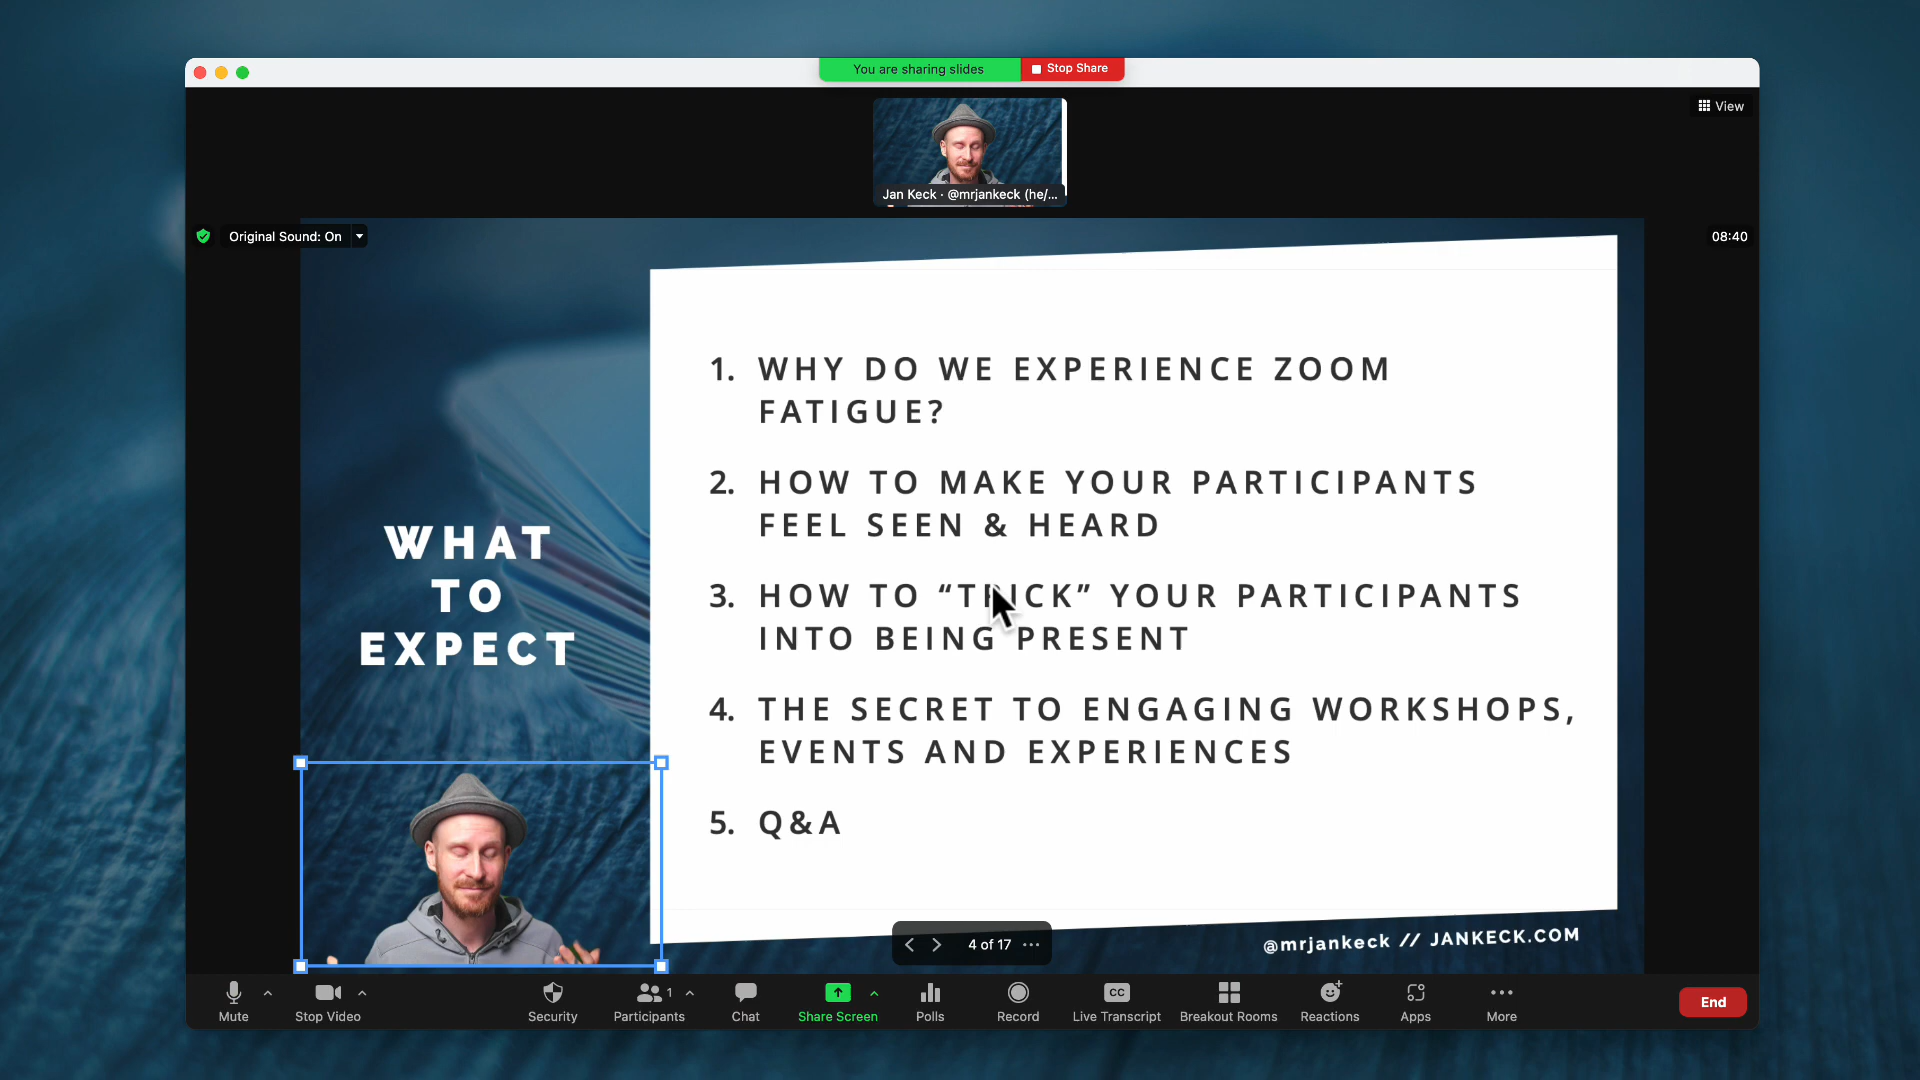 You are sharing slides
Stop Share
View
Jan Keck · @mrjankeck (he/...
Original Sound: On
08:40
WHAT
TO
EXPECT
1. WHY DO WE EXPERIENCE ZOOM
FATIGUE?
2. HOW TO MAKE YOUR PARTICIPANTS
FEEL SEEN & HEARD
3. HOW TO “TRICK” YOUR PARTICIPANTS
INTO BEING PRESENT
4. THE SECRET TO ENGAGING WORKSHOPS,
EVENTS AND EXPERIENCES
5. Q&A
4 of 17
@mrjankeck // JANKECK.COM
Mute
Stop Video
Security
Participants 1
Chat
Share Screen
Polls
Record
CC
Live Transcript
Breakout Rooms
Reactions
Apps
More
End